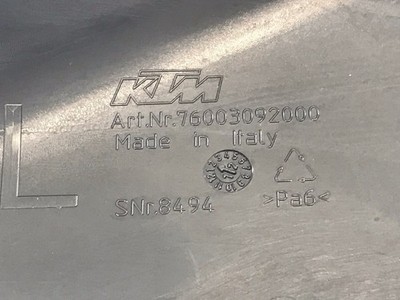 KTM
Art.Nr.76003092000
Made in Italy
L
SNr.8494
>Pa6<